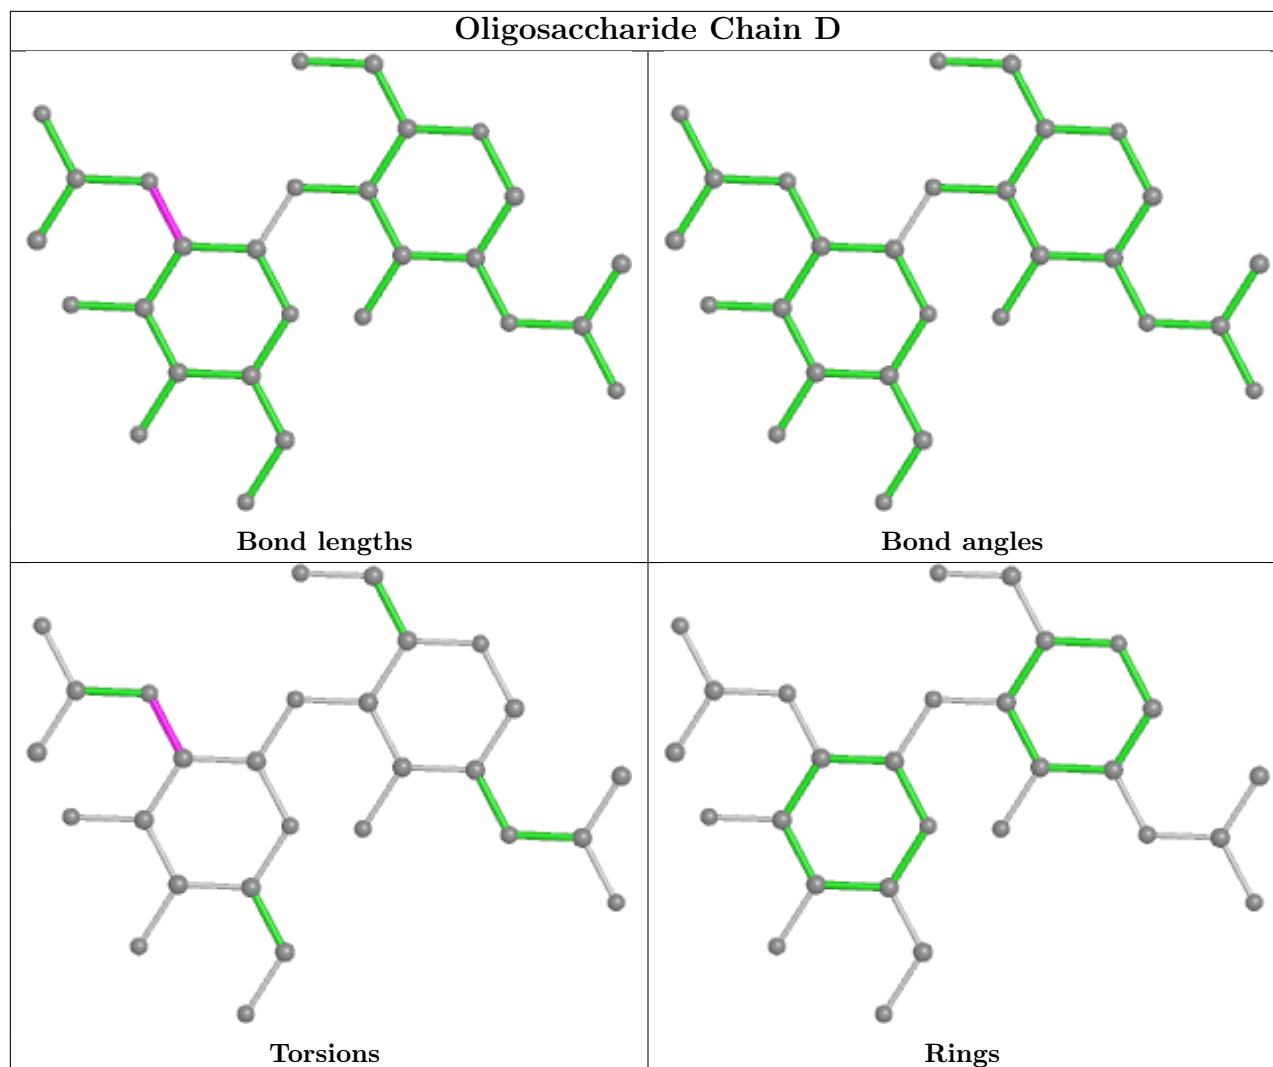 Oligosaccharide Chain D
Bond lengths
Bond angles
Torsions
Rings